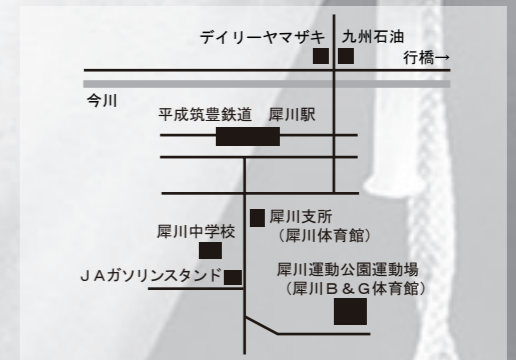 デイリーヤマザキ
九州石油
行橋→
今川
平成筑豊鉄道 犀川駅
犀川支所
（犀川体育館）
犀川中学校
ＪＡガソリンスタンド
犀川運動公園運動場
（犀川Ｂ＆Ｇ体育館）